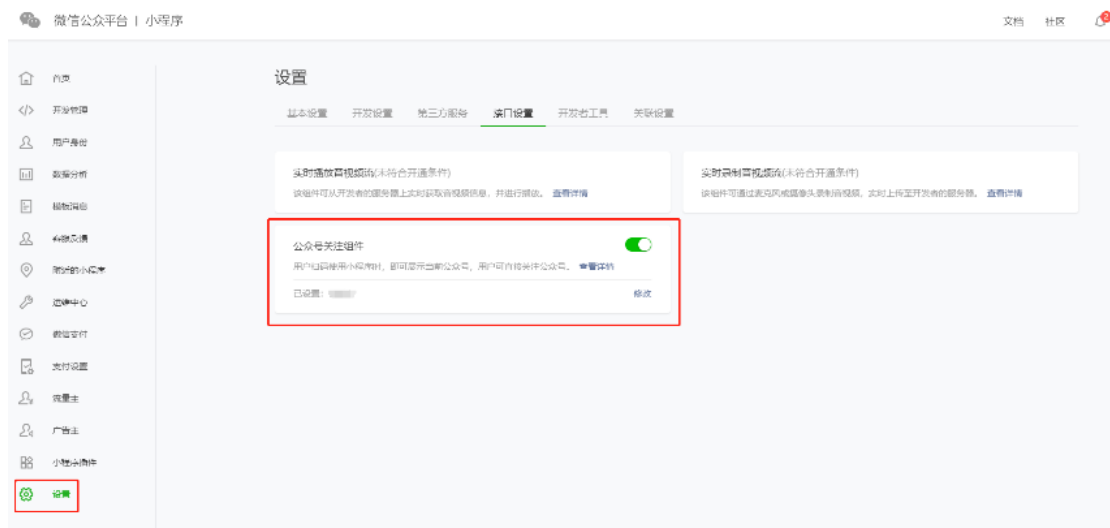 微信公众平台 | 小程序
文档 社区
2
首页
开发管理
用户身份
数据分析
模板消息
客服反馈
附近的小程序
运维中心
微信支付
支付设置
流量主
广告主
小程序插件
设置
设置
基本设置 开发设置 第三方服务 接口设置 开发者工具 关联设置
实时播放音视频流(未符合开通条件)
该组件可从开发者的服务器上实时获取音视频信息，并进行播放。 查看详情
实时录制音视频流(未符合开通条件)
该组件可通过麦克风或摄像头录制音视频，实时上传至开发者的服务器。 查看详情
公众号关注组件
用户扫码使用小程序时，即可展示当前公众号，用户可直接关注公众号。 查看详情
已设置： 修改